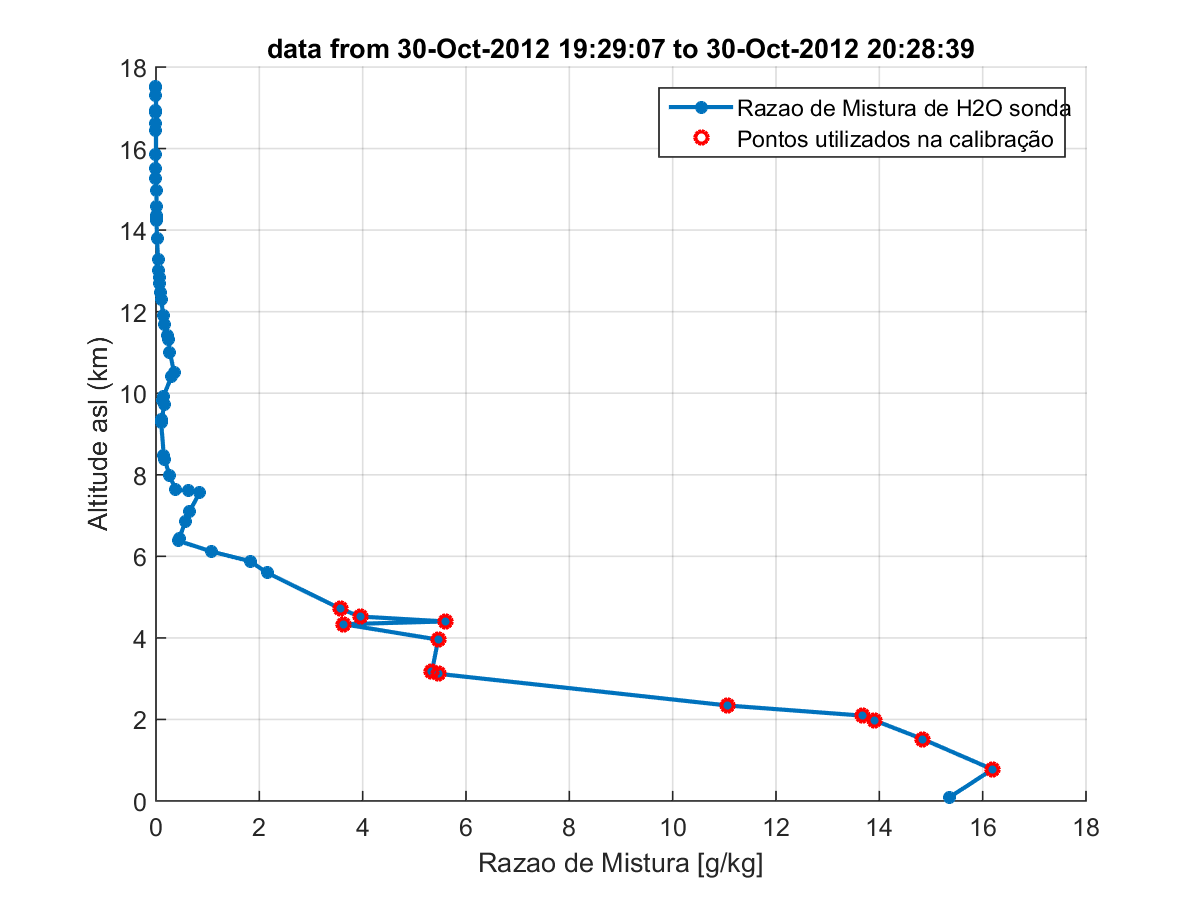 data from 30-Oct-2012 19:29:07 to 30-Oct-2012 20:28:39
Razao de Mistura de H2O sonda
Pontos utilizados na calibração
18
16
14
12
10
8
6
4
2
0
Altitude asl (km)
0 2 4 6 8 10 12 14 16 18
Razao de Mistura [g/kg]